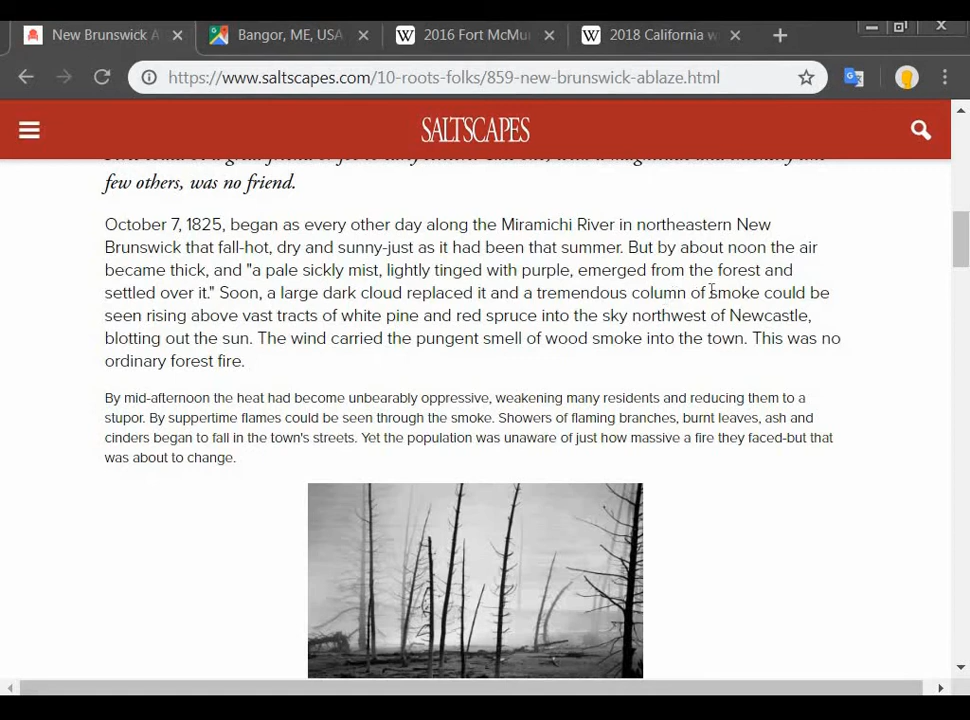 New Brunswick A
Bangor, ME, USA
2016 Fort McMu
2018 California w
https://www.saltscapes.com/10-roots-folks/859-new-brunswick-ablaze.html
SALTSCAPES
few others, was no friend.
October 7, 1825, began as every other day along the Miramichi River in northeastern New
Brunswick that fall-hot, dry and sunny-just as it had been that summer. But by about noon the air
became thick, and "a pale sickly mist, lightly tinged with purple, emerged from the forest and
settled over it." Soon, a large dark cloud replaced it and a tremendous column of smoke could be
seen rising above vast tracts of white pine and red spruce into the sky northwest of Newcastle,
blotting out the sun. The wind carried the pungent smell of wood smoke into the town. This was no
ordinary forest fire.
By mid-afternoon the heat had become unbearably oppressive, weakening many residents and reducing them to a
stupor. By suppertime flames could be seen through the smoke. Showers of flaming branches, burnt leaves, ash and
cinders began to fall in the town's streets. Yet the population was unaware of just how massive a fire they faced-but that
was about to change.